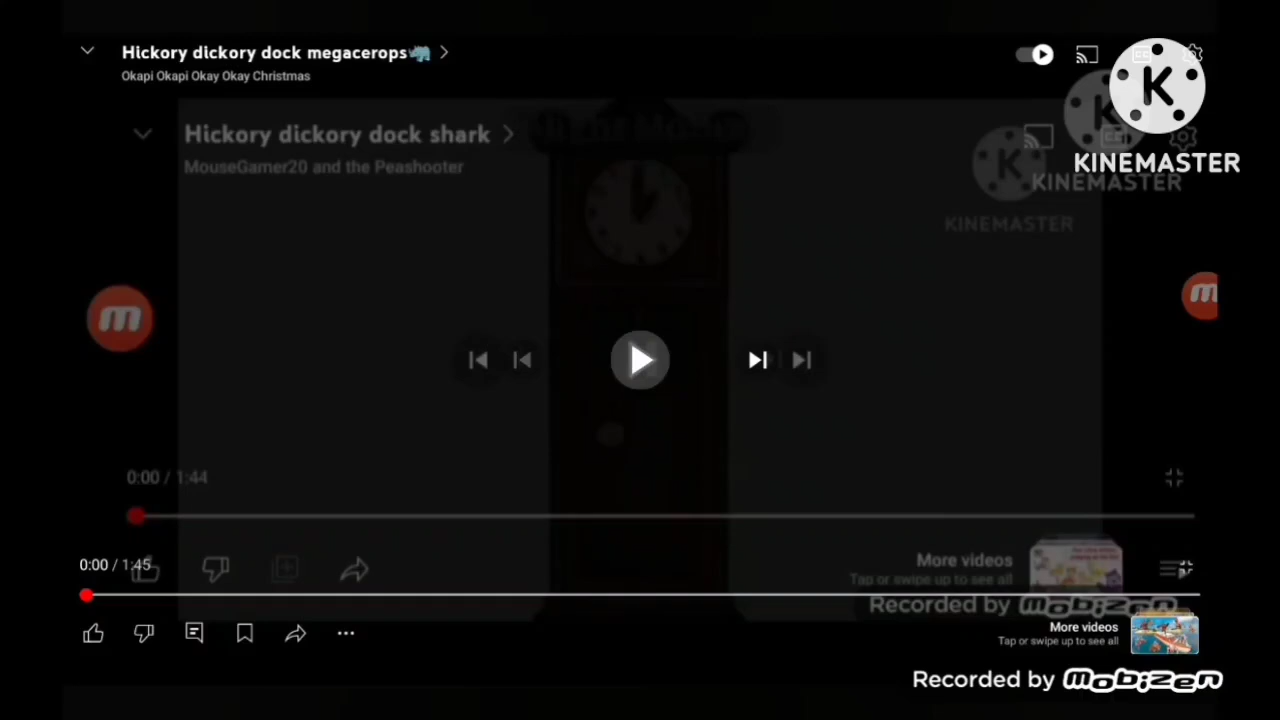 Hickory dickory dock megacerops🦏
Okapi Okapi Okay Okay Christmas
K
KINEMASTER
Hickory dickory dock shark
MouseGamer20 and the Peashooter
K
KINEMASTER
K
KINEMASTER
m
m
0:00 / 1:44
0:00 / 1:45
More videos
Tap or swipe up to see all
Recorded by mobizen
More videos
Tap or swipe up to see all
Recorded by mobizen